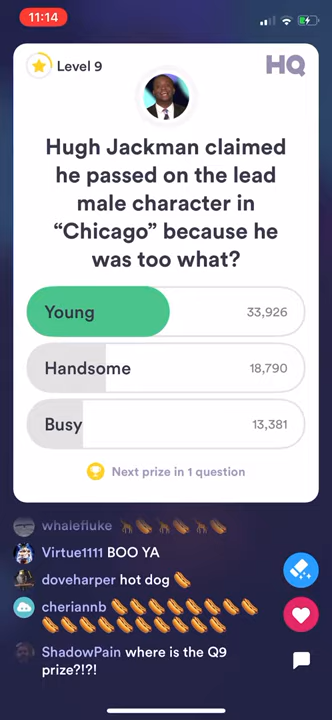 11:14
Level 9
HQ
Hugh Jackman claimed
he passed on the lead
male character in
“Chicago” because he
was too what?
Young 33,926
Handsome 18,790
Busy 13,381
Next prize in 1 question
whalefluke 🦒🌭🦒🌭🦒🌭
Virtue1111 BOO YA
doveharper hot dog 🌭
cheriannb 🌭🌭🌭🌭🌭🌭🌭🌭
🌭🌭🌭🌭🌭🌭🌭🌭🌭🌭
ShadowPain where is the Q9
prize?!?!